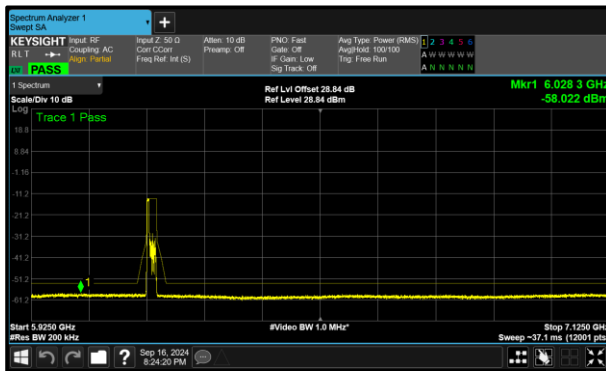 Spectrum Analyzer 1
Swept SA
+
KEYSIGHT
RLT
PASS
Input: RF
Coupling: AC
Align: Partial
Input Z: 50 Ω
Corr CCorr
Freq Ref: Int (S)
Atten: 10 dB
Preamp: Off
PNO: Fast
Gate: Off
IF Gain: Low
Sig Track: Off
Avg Type: Power (RMS)
Avg|Hold: 100/100
Trig: Free Run
1 2 3 4 5 6
A W W W W W
A N N N N N
1 Spectrum
Scale/Div 10 dB
Ref Lvl Offset 28.84 dB
Ref Level 28.84 dBm
Mkr1 6.028 3 GHz
-58.022 dBm
Log
Trace 1 Pass
18.8
8.84
-1.16
-11.2
-21.2
-31.2
-41.2
-51.2
-61.2
1
Start 5.9250 GHz
#Res BW 200 kHz
#Video BW 1.0 MHz*
Stop 7.1250 GHz
Sweep ~37.1 ms (12001 pts)
?
Sep 16, 2024
8:24:20 PM